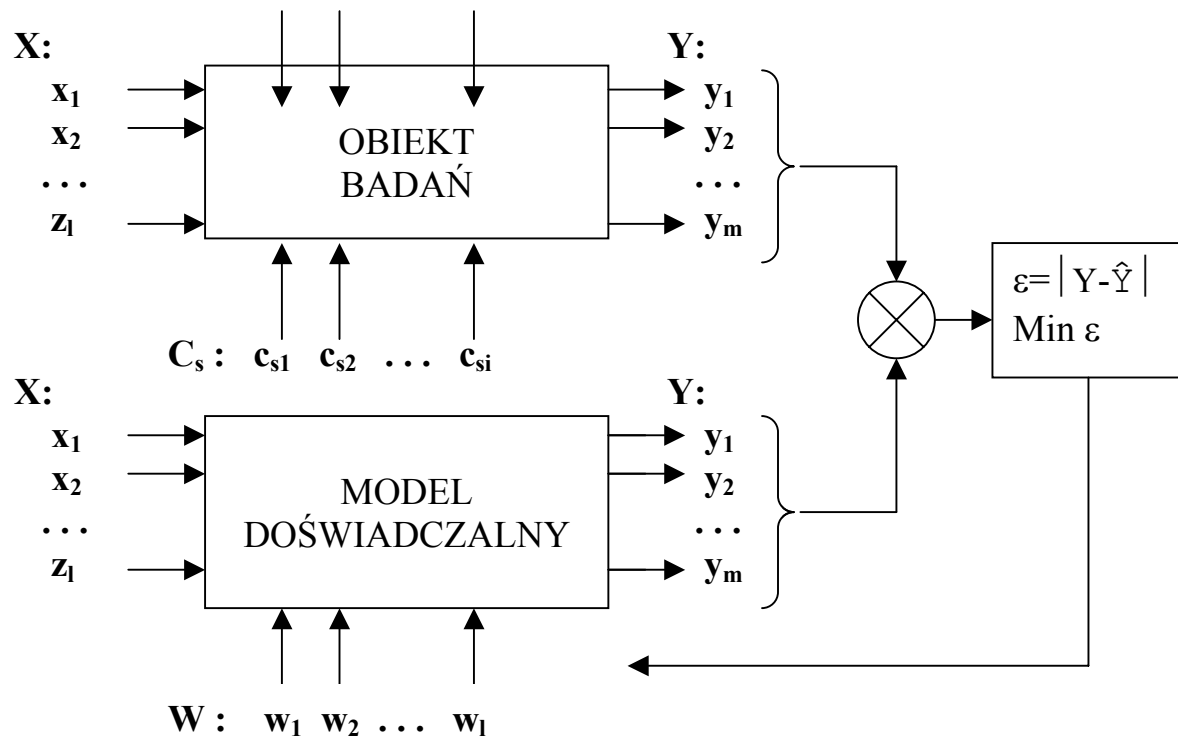 X:
x₁
x₂
...
zₗ
OBIEKT
BADAŃ
Y:
y₁
y₂
...
yₘ
Cₛ : cₛ₁ cₛ₂ ... cₛᵢ
ε=|Y-Ŷ|
Min ε
X:
x₁
x₂
...
zₗ
MODEL
DOŚWIADCZALNY
Y:
y₁
y₂
...
yₘ
W : w₁ w₂ ... wₗ